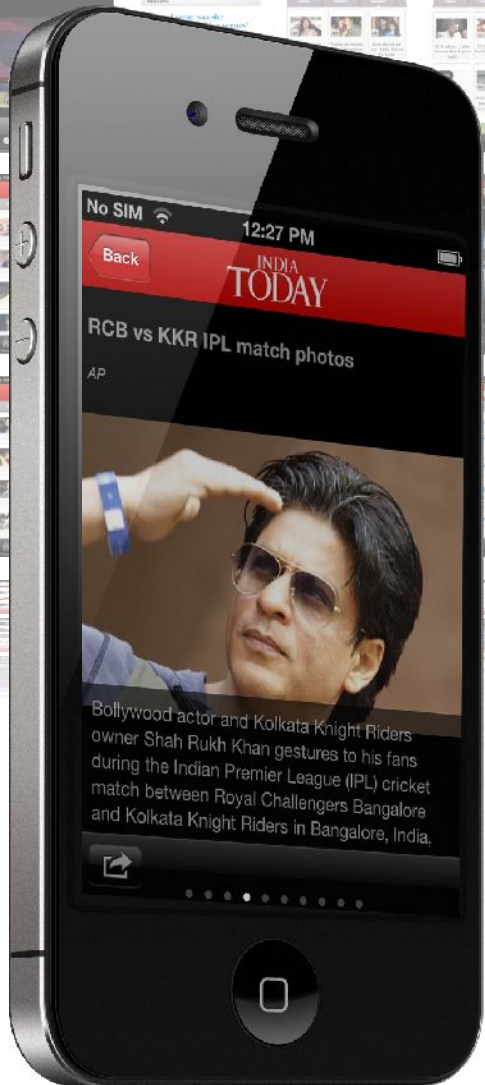 No SIM 12:27 PM
Back
INDIA
TODAY
RCB vs KKR IPL match photos
AP
Bollywood actor and Kolkata Knight Riders
owner Shah Rukh Khan gestures to his fans
during the Indian Premier League (IPL) cricket
match between Royal Challengers Bangalore
and Kolkata Knight Riders in Bangalore, India,